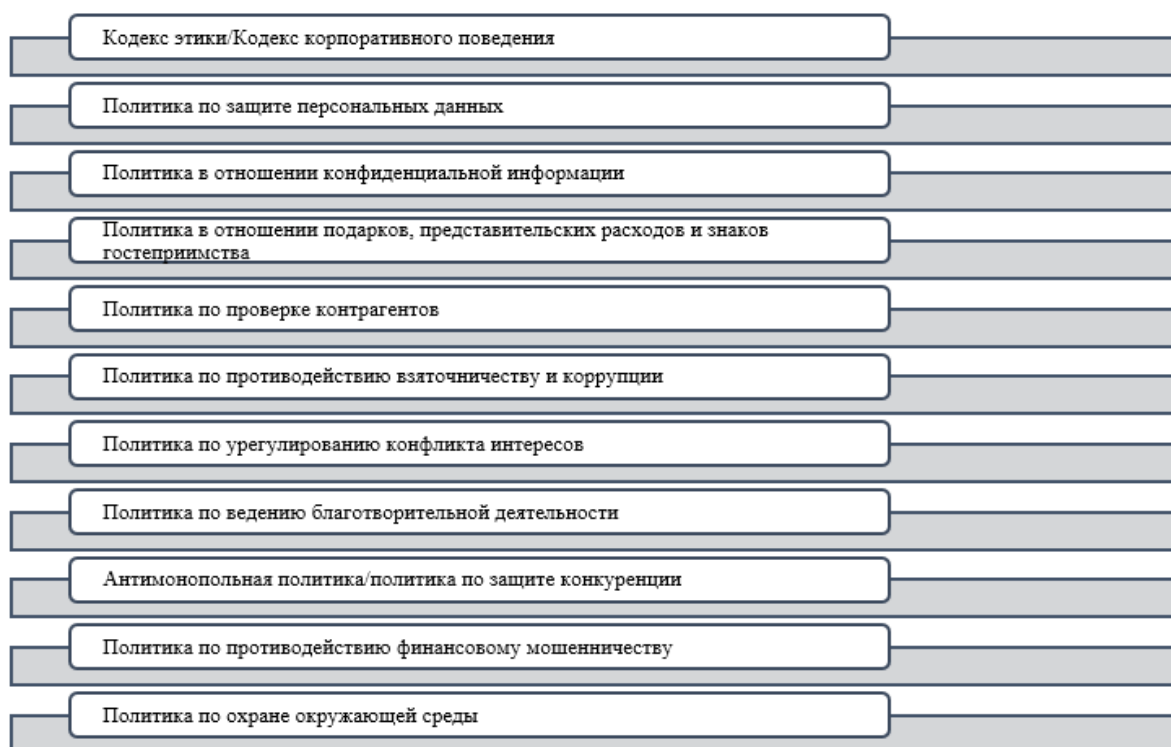 Кодекс этики/Кодекс корпоративного поведения
Политика по защите персональных данных
Политика в отношении конфиденциальной информации
Политика в отношении подарков, представительских расходов и знаков
гостеприимства
Политика по проверке контрагентов
Политика по противодействию взяточничеству и коррупции
Политика по урегулированию конфликта интересов
Политика по ведению благотворительной деятельности
Антимонопольная политика/политика по защите конкуренции
Политика по противодействию финансовому мошенничеству
Политика по охране окружающей среды